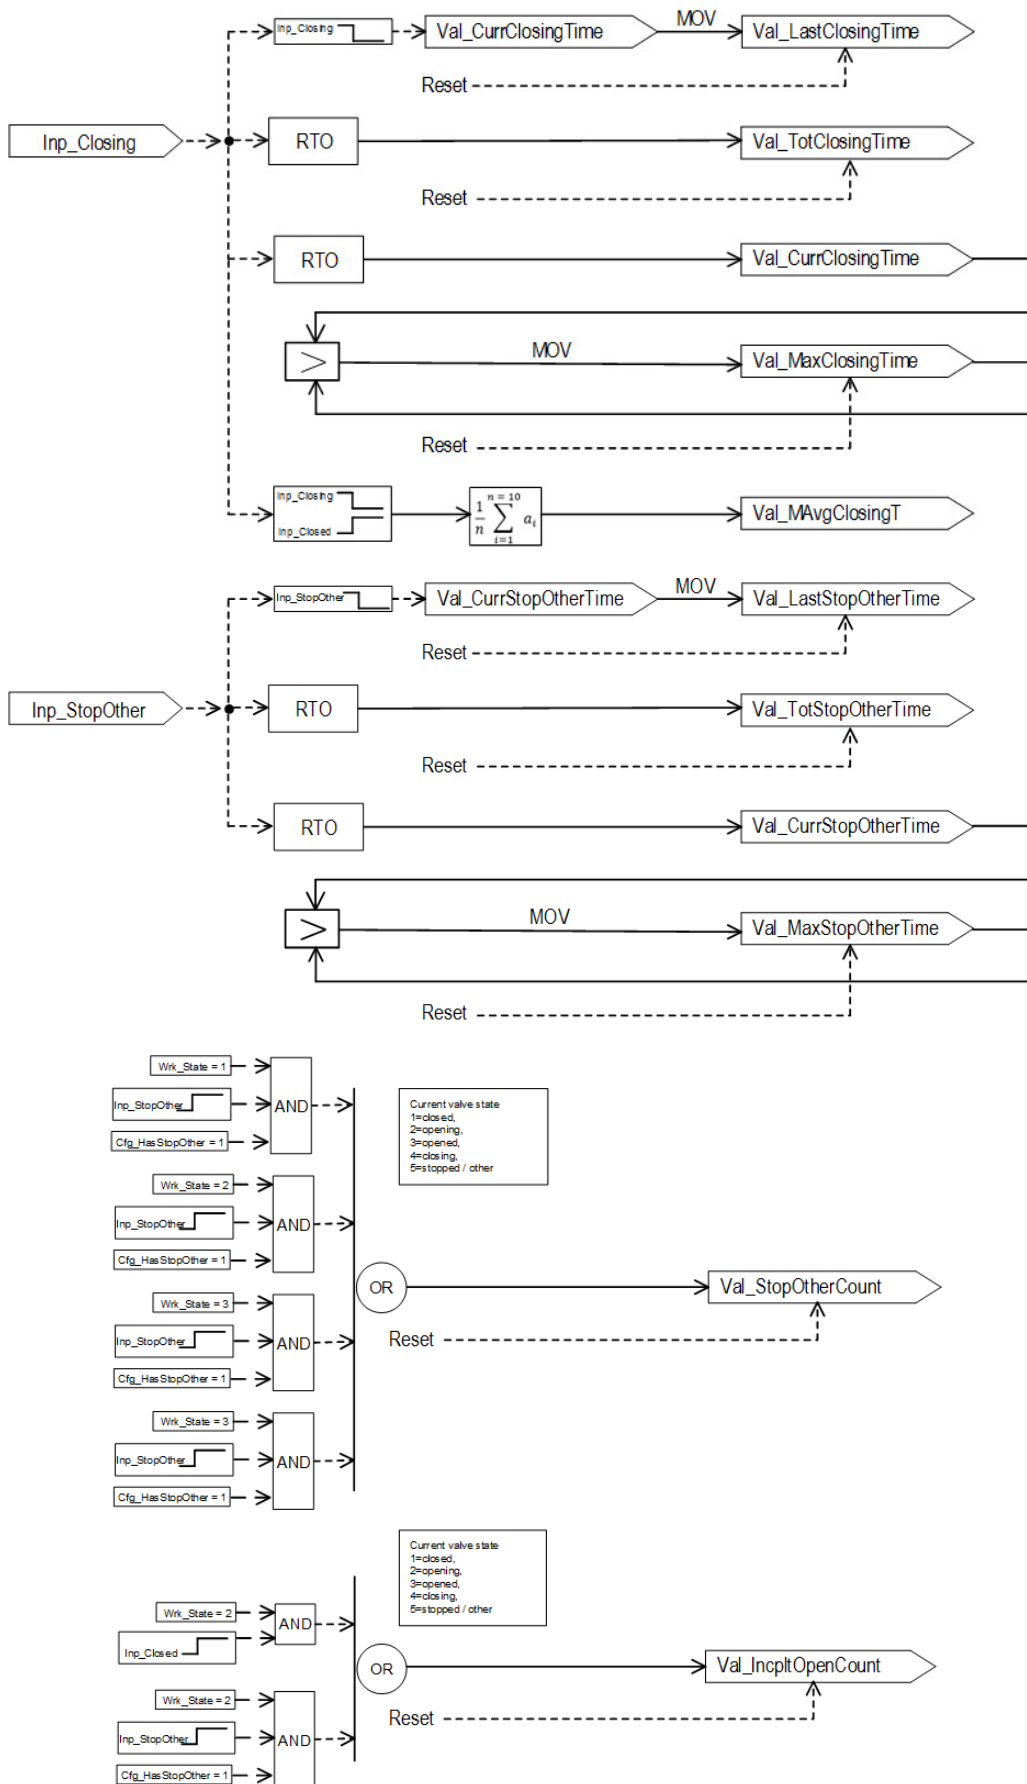 Inp_Closing
Val_CurrClosingTime
MOV
Val_LastClosingTime
Reset
Inp_Closing
RTO
Val_TotClosingTime
Reset
RTO
Val_CurrClosingTime
>
MOV
Val_MaxClosingTime
Reset
Inp_Closing
Inp_Closed
1/n n = 10 ∑ i=1 a_i
Val_MAvgClosingT
Inp_StopOther
Val_CurrStopOtherTime
MOV
Val_LastStopOtherTime
Reset
Inp_StopOther
RTO
Val_TotStopOtherTime
Reset
RTO
Val_CurrStopOtherTime
>
MOV
Val_MaxStopOtherTime
Reset
Wrk_State = 1
Inp_StopOther
Cfg_HasStopOther = 1
AND
Current valve state
1=closed,
2=opening,
3=opened,
4=closing,
5=stopped / other
Wrk_State = 2
Inp_StopOther
Cfg_HasStopOther = 1
AND
OR
Val_StopOtherCount
Reset
Wrk_State = 3
Inp_StopOther
Cfg_HasStopOther = 1
AND
Wrk_State = 3
Inp_StopOther
Cfg_HasStopOther = 1
AND
Current valve state
1=closed,
2=opening,
3=opened,
4=closing,
5=stopped / other
Wrk_State = 2
Inp_Closed
AND
OR
Val_IncpltOpenCount
Reset
Wrk_State = 2
Inp_StopOther
Cfg_HasStopOther = 1
AND